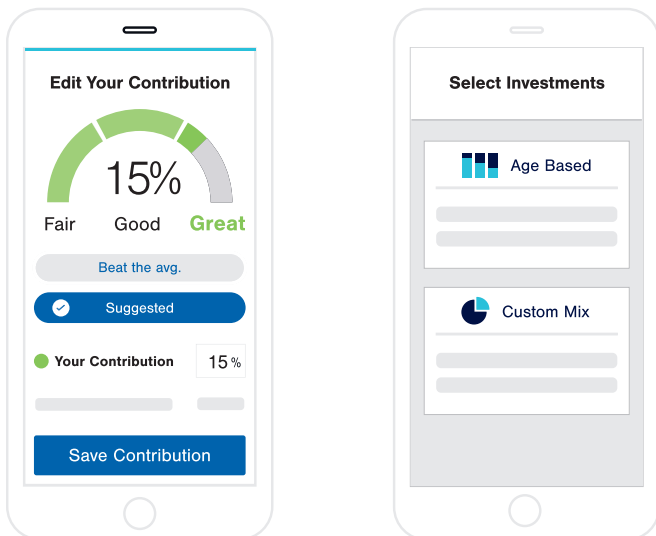 Edit Your Contribution
15%
Fair Good Great
Beat the avg.
Suggested
Your Contribution 15 %
Save Contribution
Select Investments
Age Based
Custom Mix